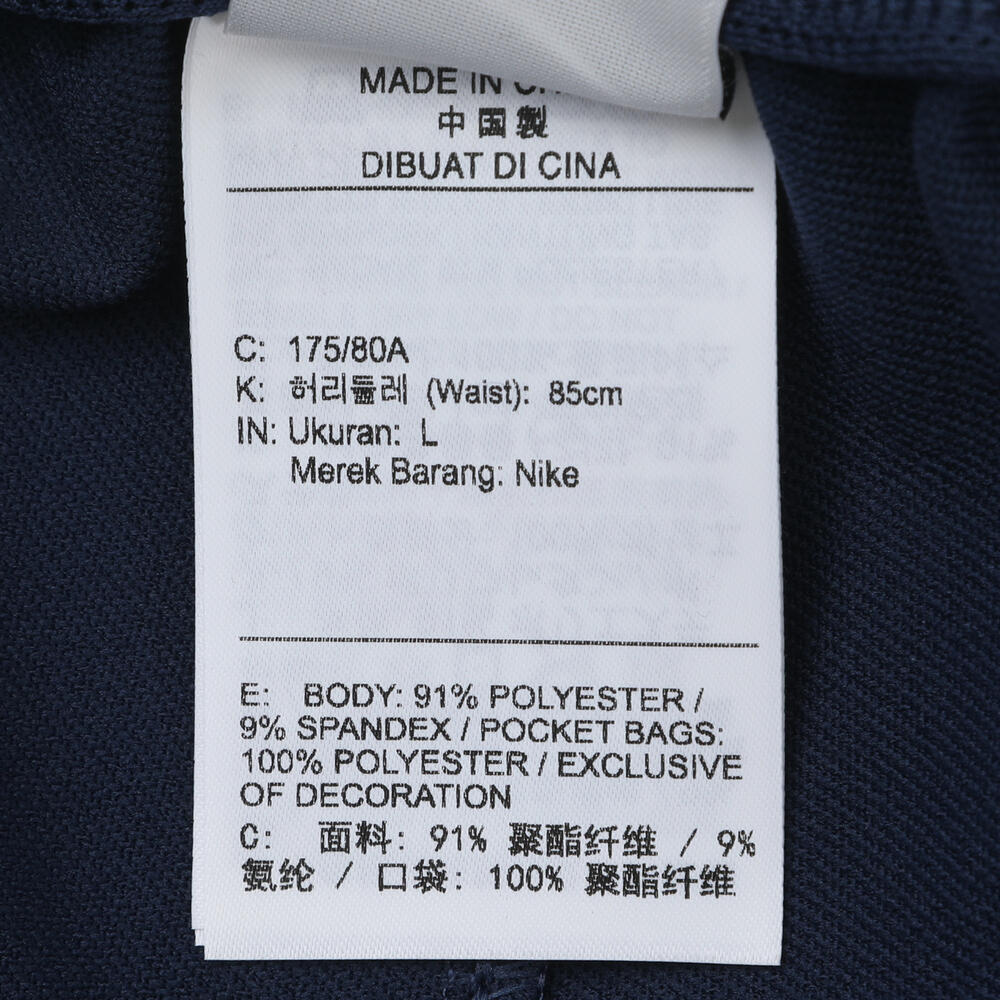 MADE IN
中国製
DIBUAT DI CINA
C: 175/80A
K: 허리둘레 (Waist): 85cm
IN: Ukuran: L
Merek Barang: Nike
E: BODY: 91% POLYESTER /
9% SPANDEX / POCKET BAGS:
100% POLYESTER / EXCLUSIVE
OF DECORATION
C: 面料: 91% 聚酯纤维 / 9%
氨纶 / 口袋: 100% 聚酯纤维